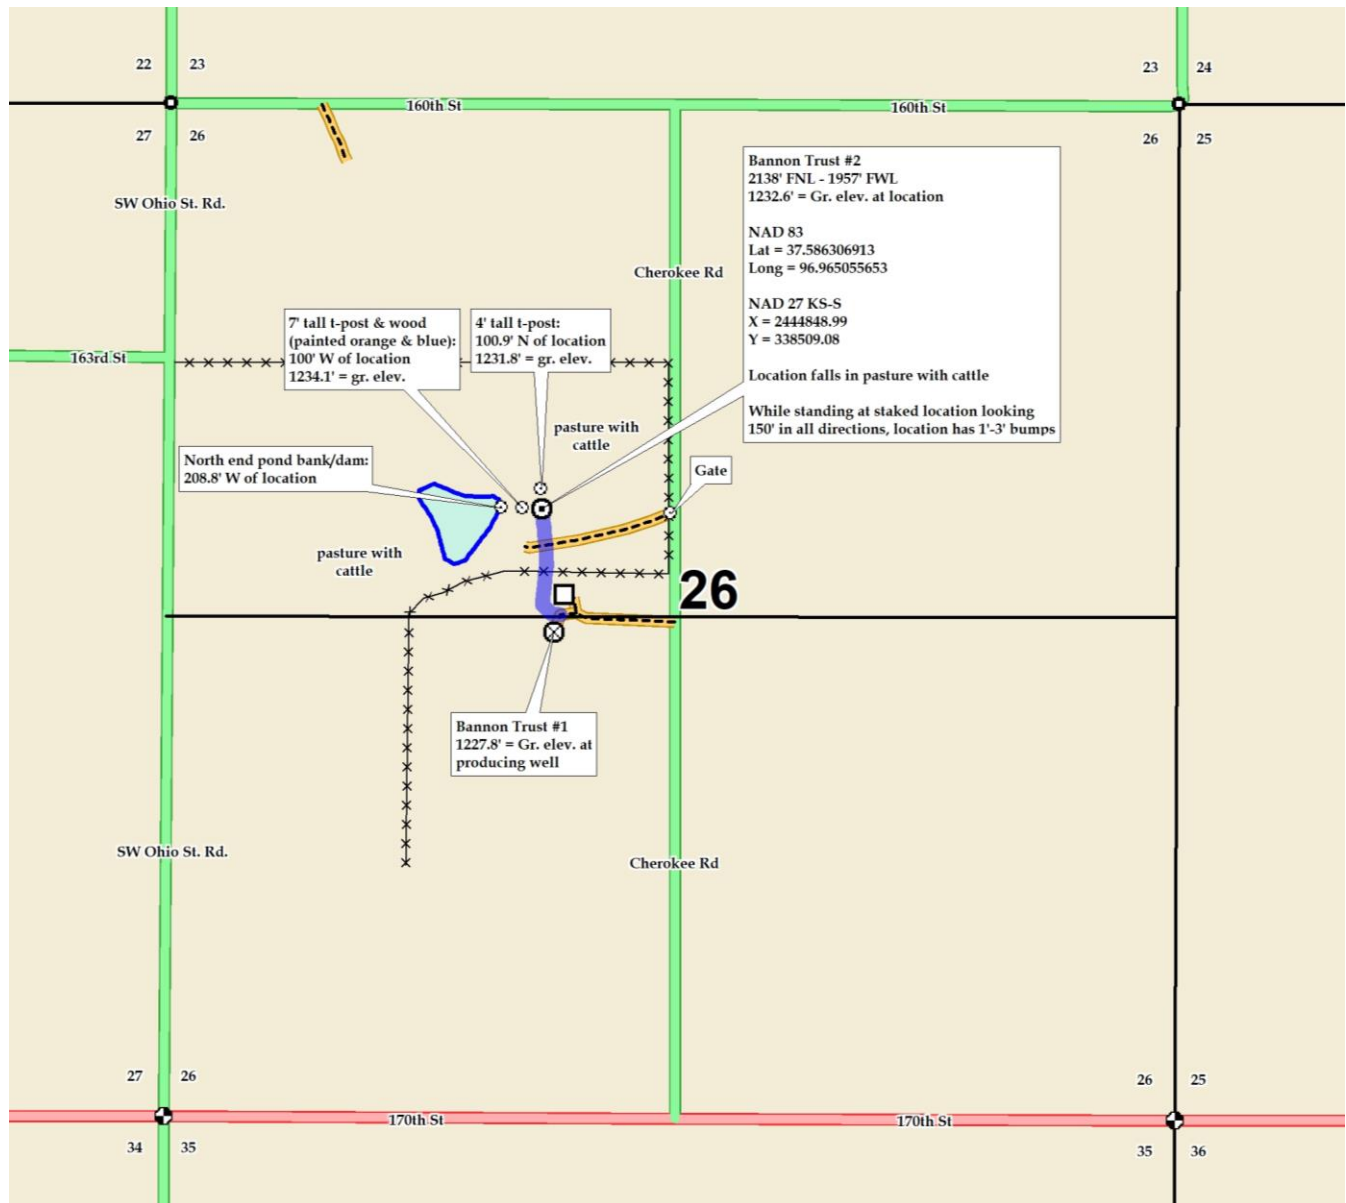 22 23
23 24
160th St
160th St
27 26
26 25
SW Ohio St. Rd.
Bannon Trust #2
2138' FNL - 1957' FWL
1232.6' = Gr. elev. at location
NAD 83
Lat = 37.586306913
Long = 96.965055653
NAD 27 KS-S
X = 2444848.99
Y = 338509.08
Location falls in pasture with cattle
While standing at staked location looking
150' in all directions, location has 1'-3' bumps
Cherokee Rd
7' tall t-post & wood
(painted orange & blue):
100' W of location
1234.1' = gr. elev.
4' tall t-post:
100.9' N of location
1231.8' = gr. elev.
163rd St
pasture with
cattle
North end pond bank/dam:
208.8' W of location
Gate
pasture with
cattle
26
Bannon Trust #1
1227.8' = Gr. elev. at
producing well
SW Ohio St. Rd.
Cherokee Rd
27 26
26 25
170th St
170th St
34 35
35 36